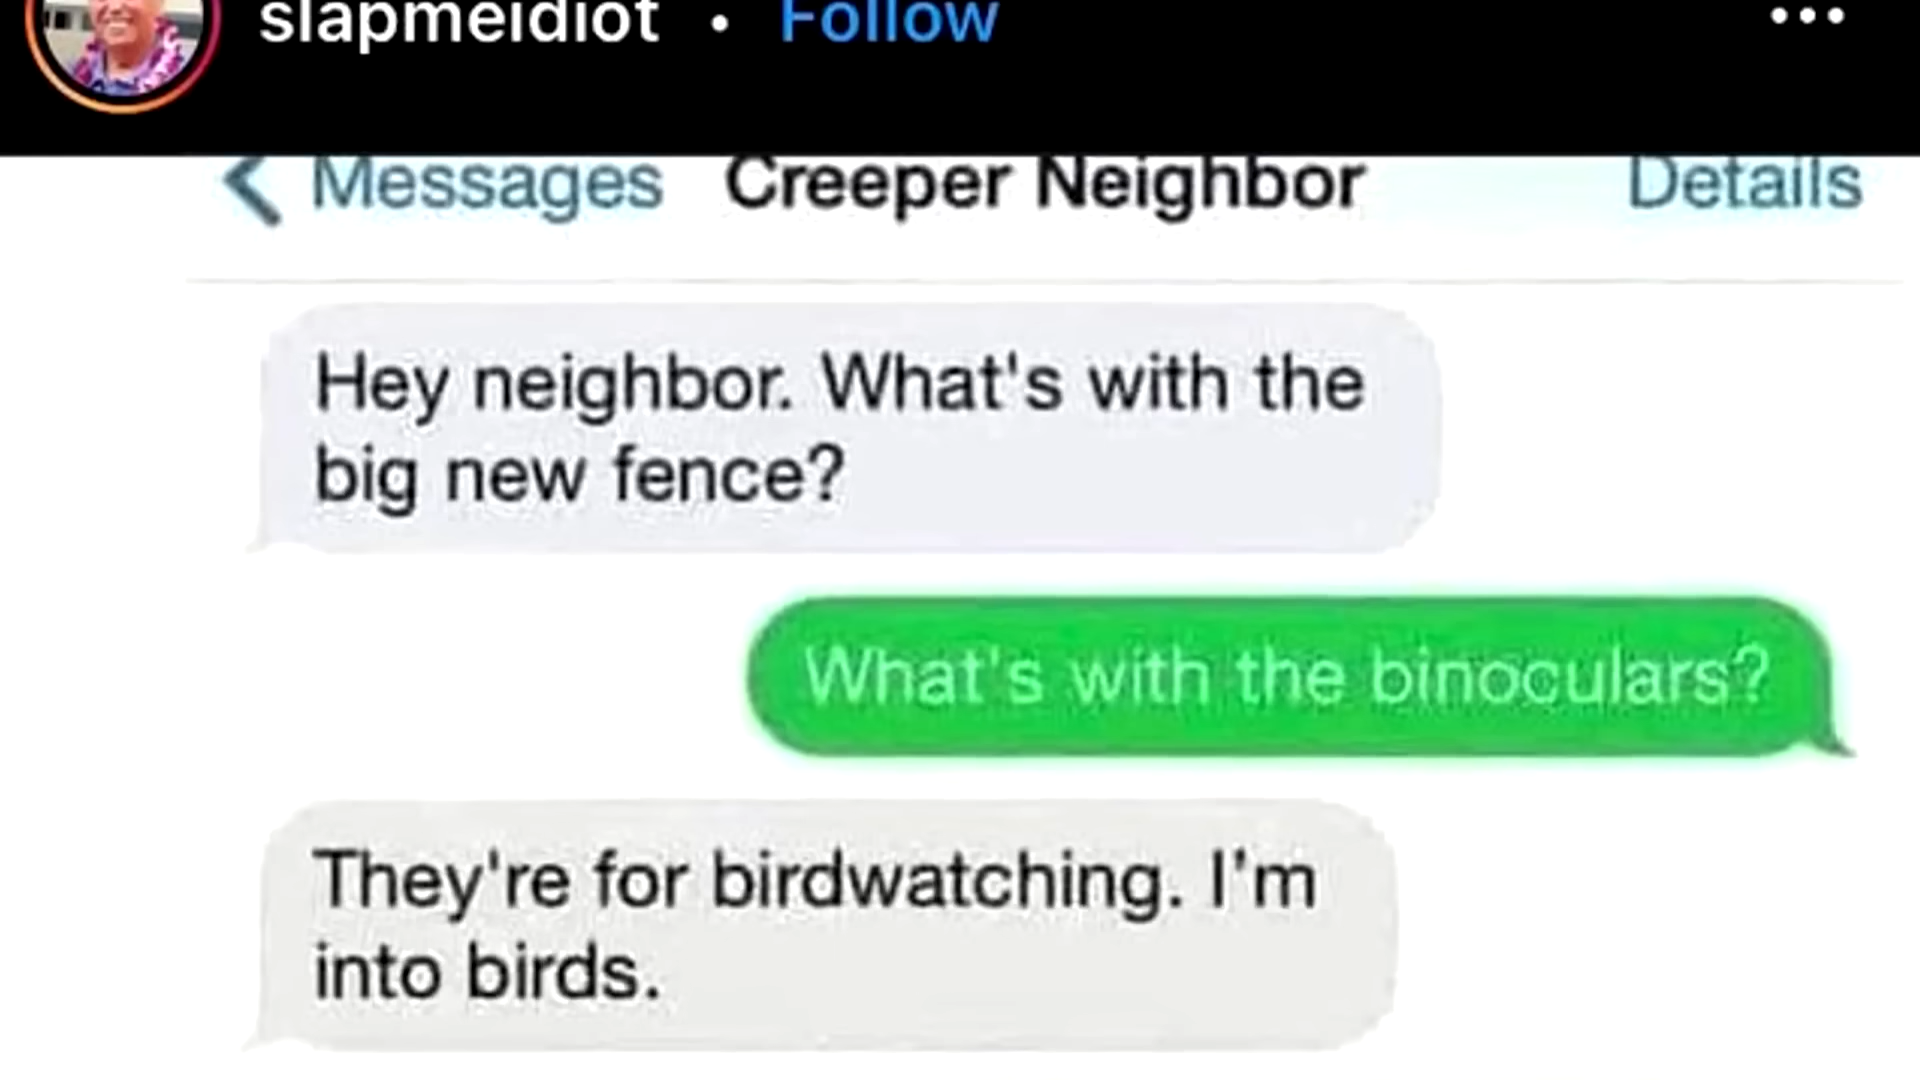 slapmeidiot • Follow
Messages Creeper Neighbor Details
Hey neighbor. What's with the
big new fence?
What's with the binoculars?
They're for birdwatching. I'm
into birds.